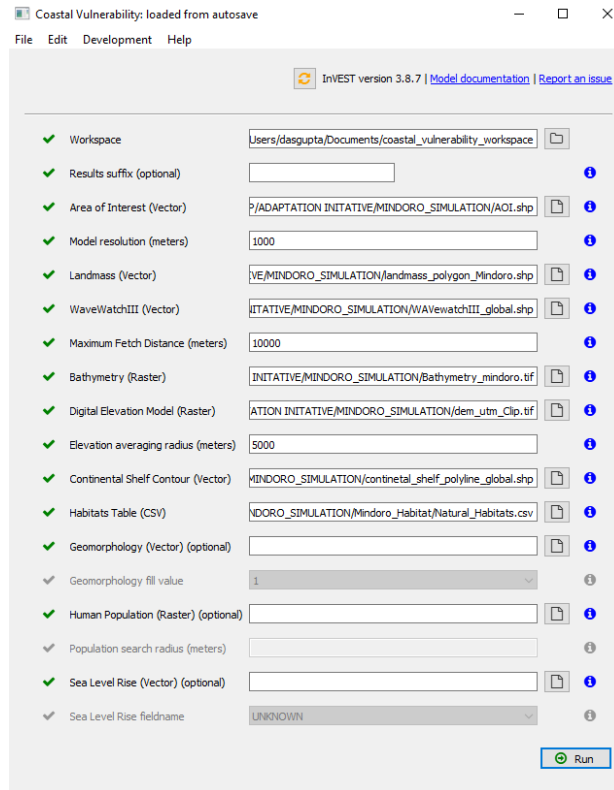 Coastal Vulnerability: loaded from autosave
File Edit Development Help
InVEST version 3.8.7 | Model documentation | Report an issue
Workspace Users/dasgupta/Documents/coastal_vulnerability_workspace
Results suffix (optional)
Area of Interest (Vector) P/ADAPTATION INITATIVE/MINDORO_SIMULATION/AOI.shp
Model resolution (meters) 1000
Landmass (Vector) IVE/MINDORO_SIMULATION/landmass_polygon_Mindoro.shp
WaveWatchIII (Vector) NITATIVE/MINDORO_SIMULATION/WAVewatchIII_global.shp
Maximum Fetch Distance (meters) 10000
Bathymetry (Raster) INITATIVE/MINDORO_SIMULATION/Bathymetry_mindoro.tif
Digital Elevation Model (Raster) ATION INITATIVE/MINDORO_SIMULATION/dem_utm_Clip.tif
Elevation averaging radius (meters) 5000
Continental Shelf Contour (Vector) MINDORO_SIMULATION/continetal_shelf_polyline_global.shp
Habitats Table (CSV) NDORO_SIMULATION/Mindoro_Habitat/Natural_Habitats.csv
Geomorphology (Vector) (optional)
Geomorphology fill value 1
Human Population (Raster) (optional)
Population search radius (meters)
Sea Level Rise (Vector) (optional)
Sea Level Rise fieldname UNKNOWN
Run